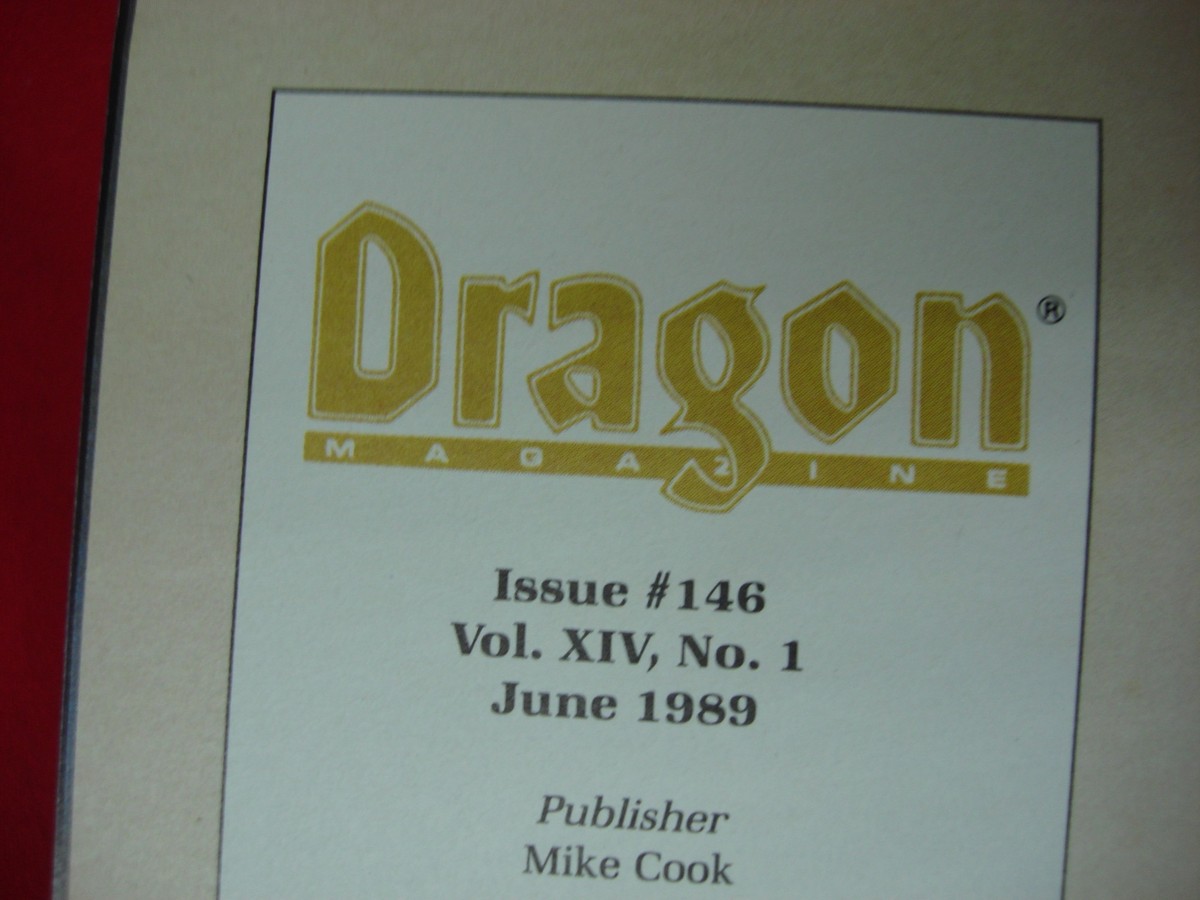 Dragon®
MAGAZINE
Issue #146
Vol. XIV, No. 1
June 1989
Publisher
Mike Cook